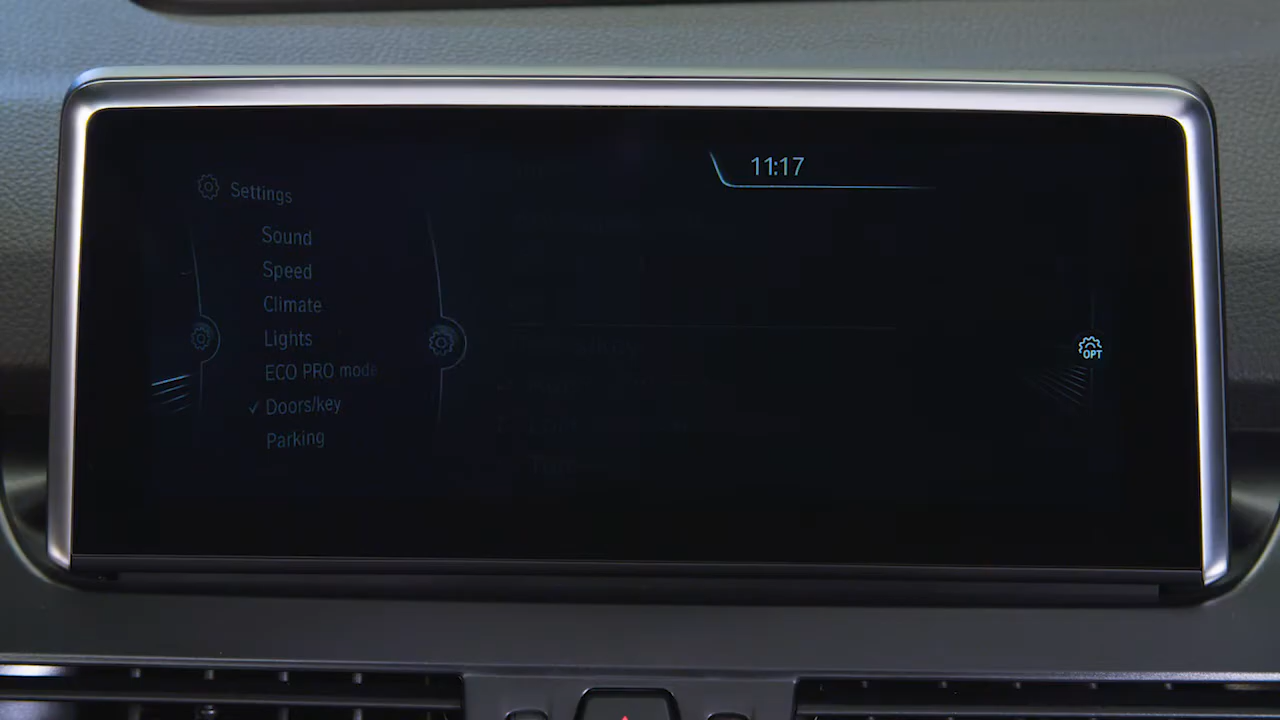 11:17
Settings
Sound
Speed
Climate
Lights
ECO PRO mode
✓ Doors/key
Parking
OPT